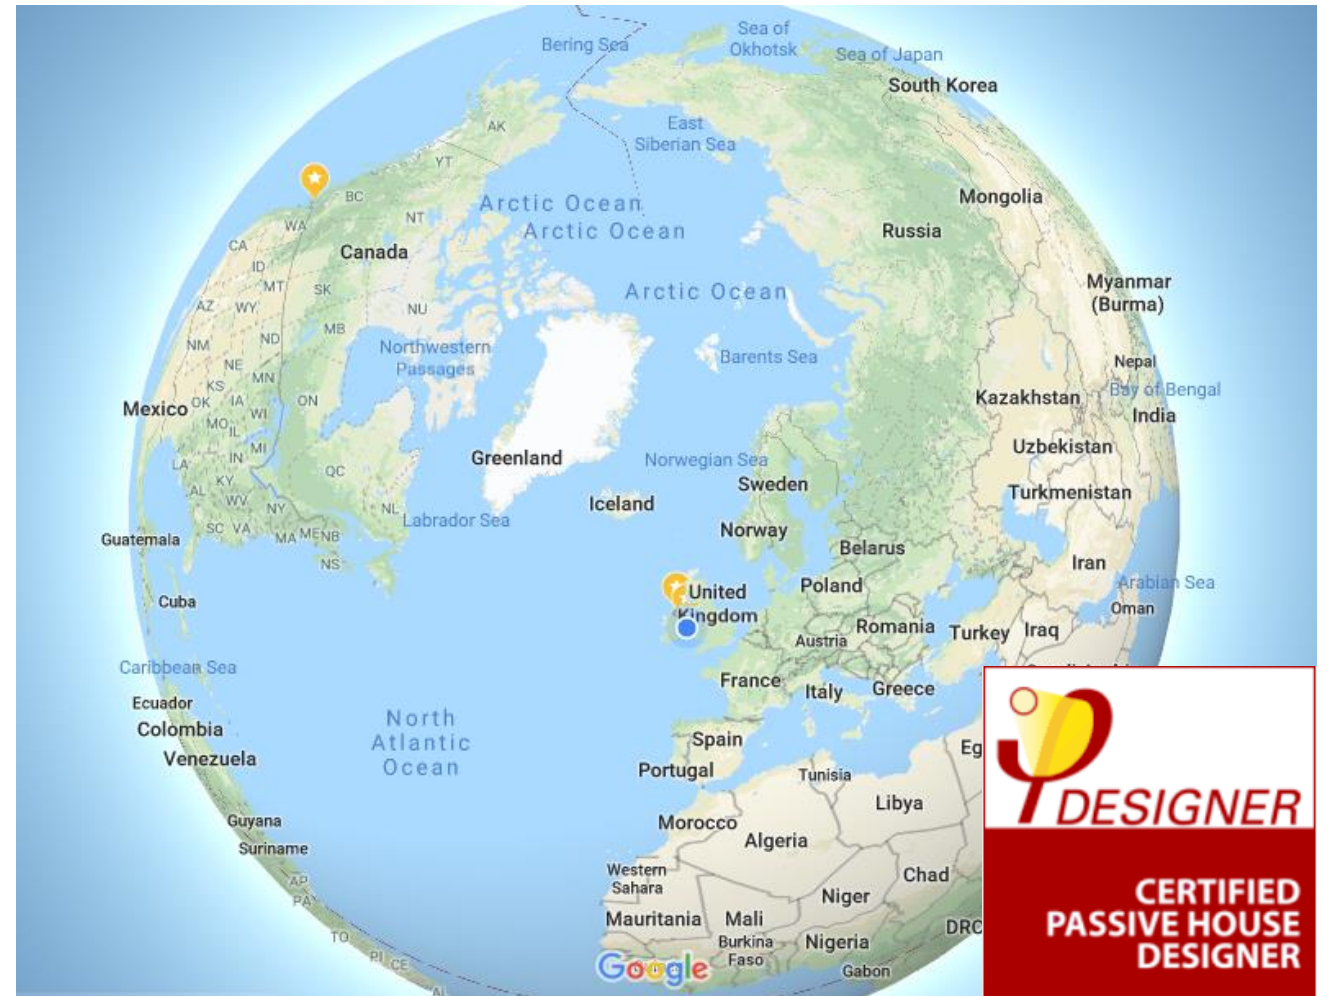 Sea of
Okhotsk
Bering Sea
Sea of Japan
South Korea
AK
East
Siberian Sea
YT
BC
Mongolia
Arctic Ocean
NT
WA
Arctic Ocean
Russia
CA
Canada
ID
MT
SK
Arctic Ocean
Myanmar
(Burma)
AZ
WY
NU
MB
ND
NM
Northwestern
Passages
Barents Sea
Nepal
NE
MN
KS
Bay of Bengal
Kazakhstan
OK
IA
ON
Mexico
WI
India
MO
IL
MI
Uzbekistan
IN
Greenland
Norwegian Sea
LA
QC
KY
Sweden
AL
WV
Turkmenistan
Iceland
NY
NL
Labrador Sea
SC
VA
Norway
MA
ME
NB
Guatemala
Belarus
NS
Iran
Arabian Sea
Poland
United
Kingdom
Cuba
Oman
Romania
Turkey
Iraq
Austria
Caribbean Sea
France
Italy
Greece
Ecuador
North
Atlantic
Ocean
Colombia
Spain
Venezuela
Portugal
Tunisia
Eg
Libya
Guyana
Morocco
Algeria
Suriname
Western
Sahara
Chad
AP
PA
Niger
Mauritania
Mali
DRC
TO
Burkina
Faso
Nigeria
PI
CE
Google
Gabon
AL
DESIGNER
CERTIFIED
PASSIVE HOUSE
DESIGNER